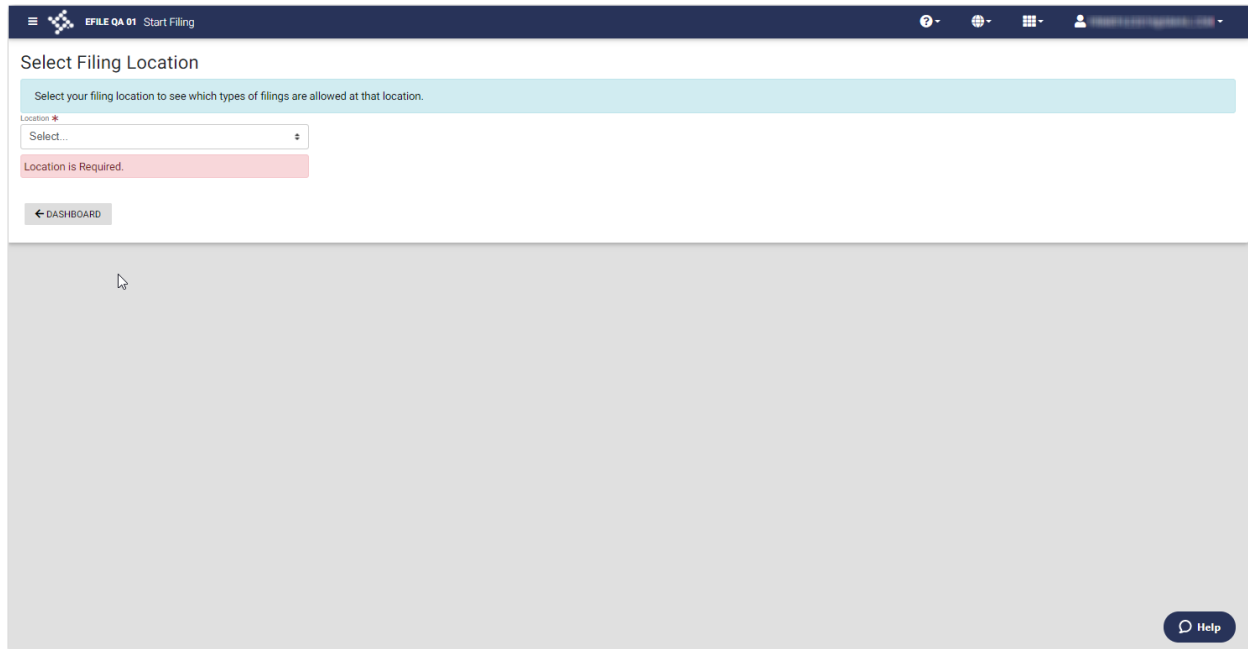 EFILE QA 01 Start Filing
Select Filing Location
Select your filing location to see which types of filings are allowed at that location.
Location *
Select...
Location is Required.
DASHBOARD
Help